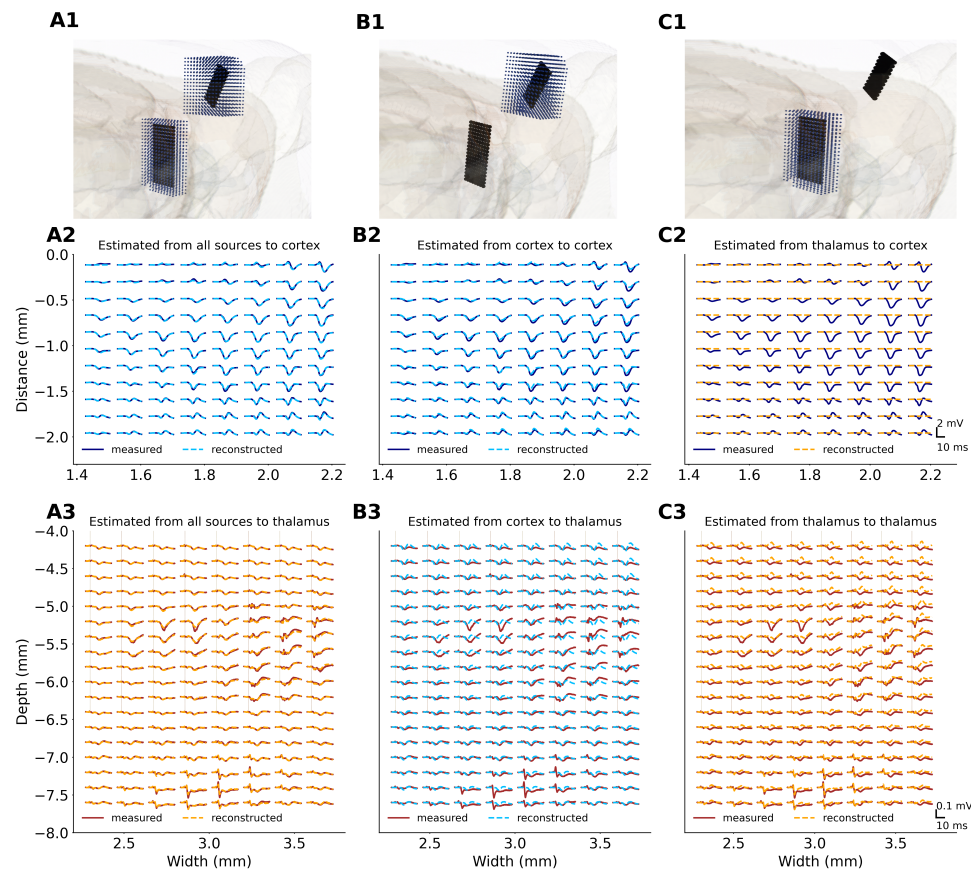 A1
B1
C1
A2
Estimated from all sources to cortex
B2
Estimated from cortex to cortex
C2
Estimated from thalamus to cortex
Distance (mm)
0.0
−0.5
−1.0
−1.5
−2.0
measured
reconstructed
measured
reconstructed
measured
reconstructed
2 mV
10 ms
1.4 1.6 1.8 2.0 2.2
1.4 1.6 1.8 2.0 2.2
1.4 1.6 1.8 2.0 2.2
A3
Estimated from all sources to thalamus
B3
Estimated from cortex to thalamus
C3
Estimated from thalamus to thalamus
Depth (mm)
−4.0
−4.5
−5.0
−5.5
−6.0
−6.5
−7.0
−7.5
−8.0
measured
reconstructed
measured
reconstructed
measured
reconstructed
0.1 mV
10 ms
2.5 3.0 3.5
2.5 3.0 3.5
2.5 3.0 3.5
Width (mm)
Width (mm)
Width (mm)